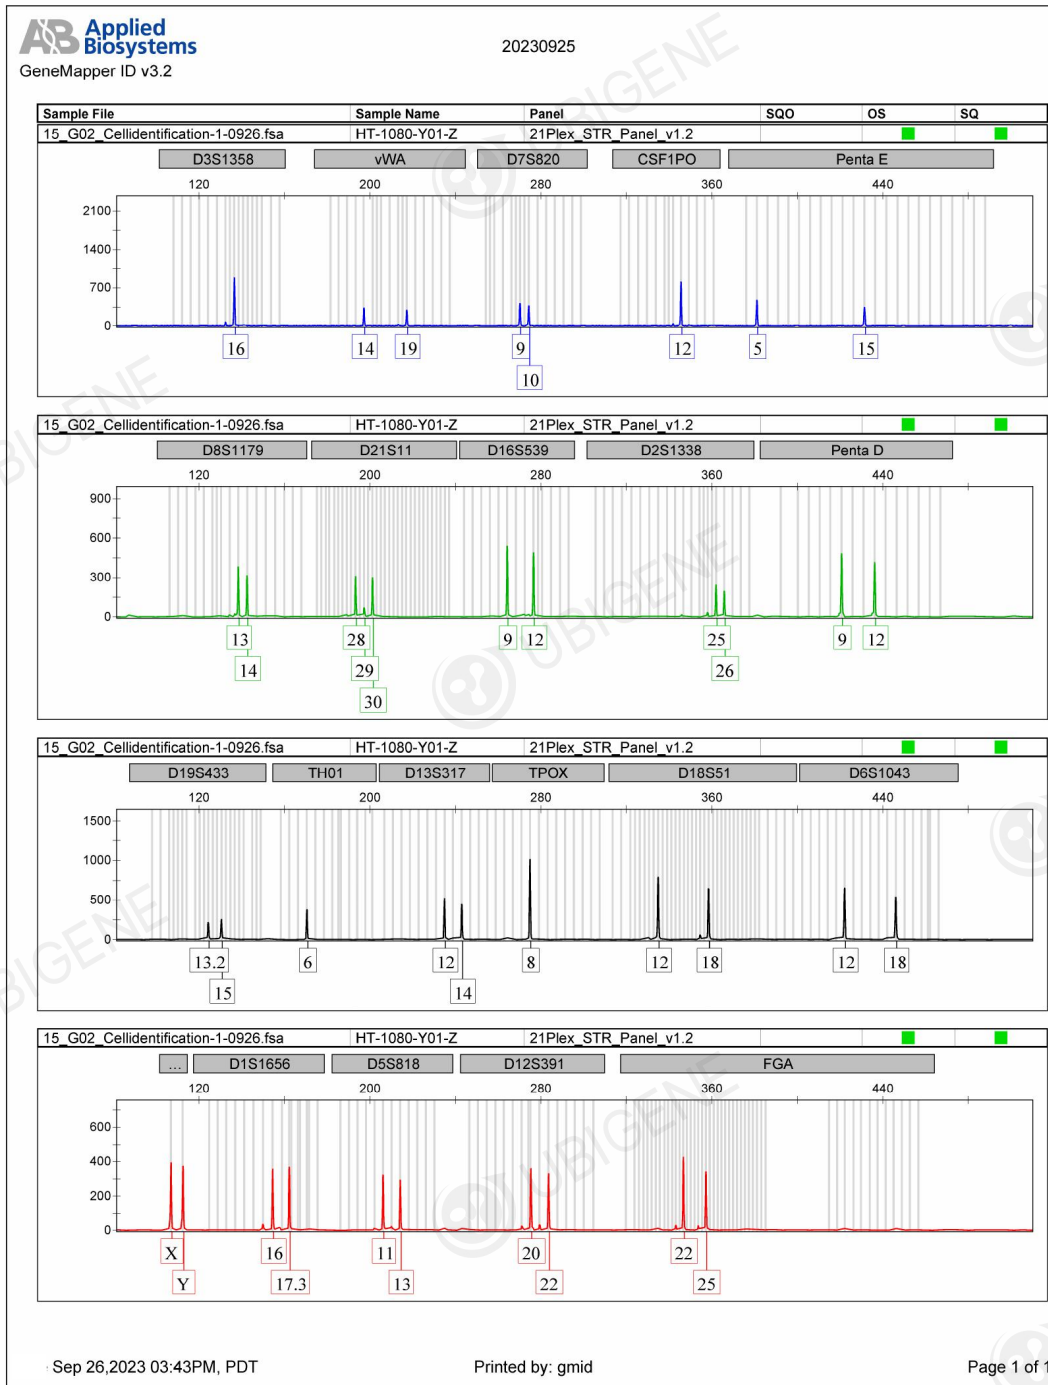 AB Applied Biosystems
GeneMapper ID v3.2
20230925
Sample File Sample Name Panel SQO OS SQ
15_G02_Cellidentification-1-0926.fsa HT-1080-Y01-Z 21Plex_STR_Panel_v1.2
D3S1358 vWA D7S820 CSF1PO Penta E
120 200 280 360 440
2100
1400
700
0
16 14 19 9 12 5 15
10
15_G02_Cellidentification-1-0926.fsa HT-1080-Y01-Z 21Plex_STR_Panel_v1.2
D8S1179 D21S11 D16S539 D2S1338 Penta D
120 200 280 360 440
900
600
300
0
13 28 9 12 25 9 12
14 29 26
30
15_G02_Cellidentification-1-0926.fsa HT-1080-Y01-Z 21Plex_STR_Panel_v1.2
D19S433 TH01 D13S317 TPOX D18S51 D6S1043
120 200 280 360 440
1500
1000
500
0
13.2 6 12 8 12 18 12 18
15 14
15_G02_Cellidentification-1-0926.fsa HT-1080-Y01-Z 21Plex_STR_Panel_v1.2
... D1S1656 D5S818 D12S391 FGA
120 200 280 360 440
600
400
200
0
X 16 11 20 22
Y 17.3 13 22 25
Sep 26,2023 03:43PM, PDT Printed by: gmid Page 1 of 1
UBIGENE
UBIGENE
UBIGENE
UBIGENE
UBIGENE